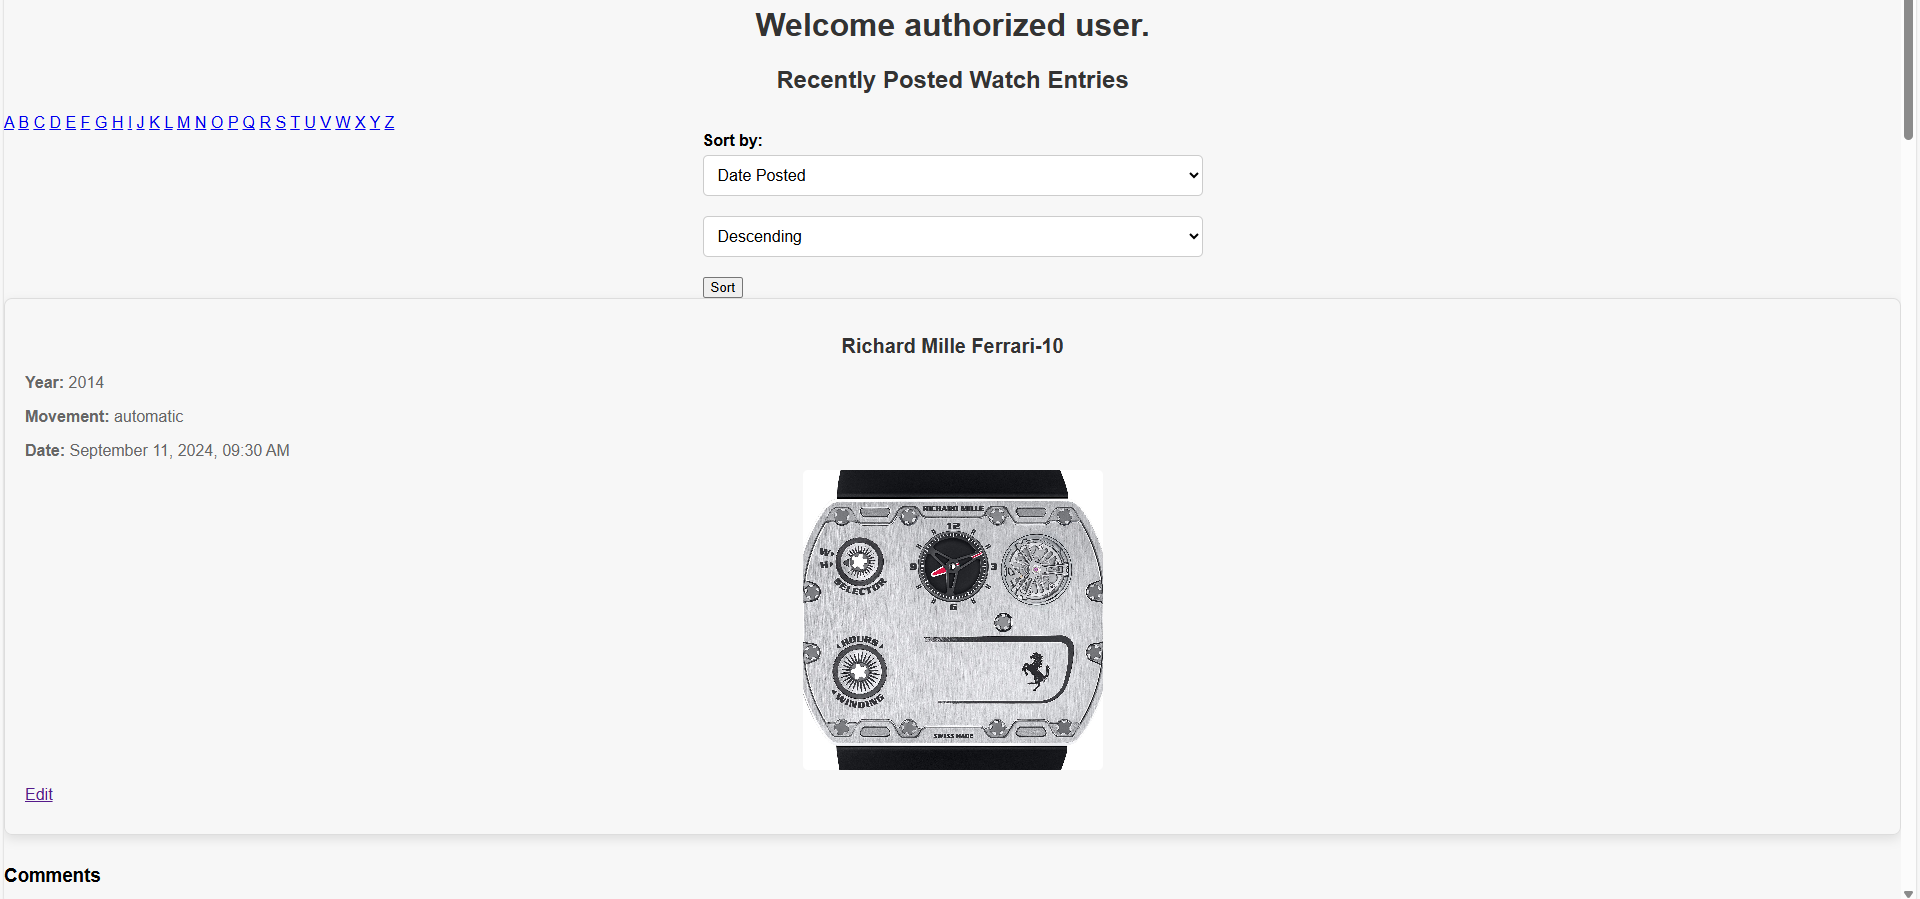 Welcome authorized user.
Recently Posted Watch Entries
A B C D E F G H I J K L M N O P Q R S T U V W X Y Z
Sort by:
Date Posted
Descending
Sort
Richard Mille Ferrari-10
Year: 2014
Movement: automatic
Date: September 11, 2024, 09:30 AM
RICHARD MILLE
12
W
H
9
3
SELECTOR
6
HOURS
WINDING
SWISS MADE
Edit
Comments